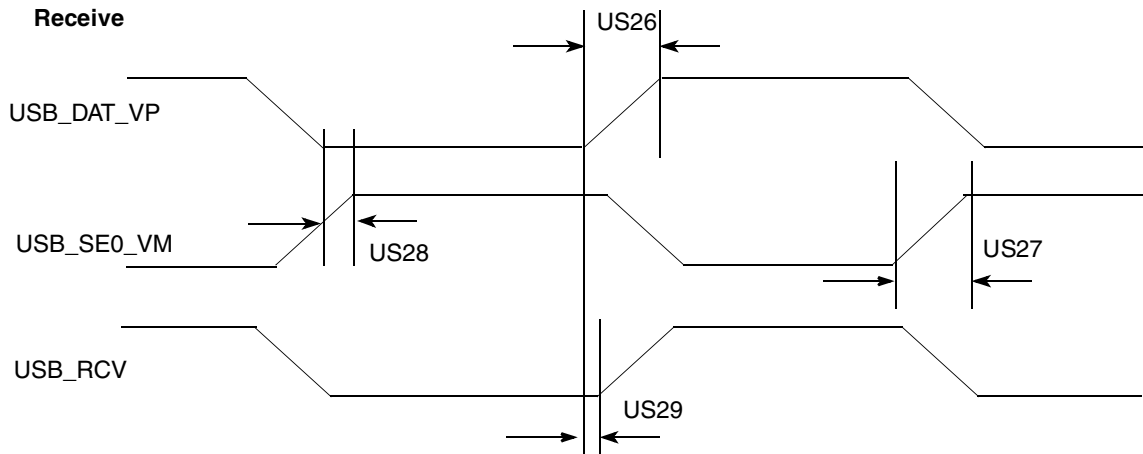 Receive
US26
USB_DAT_VP
USB_SE0_VM
US28
US27
USB_RCV
US29